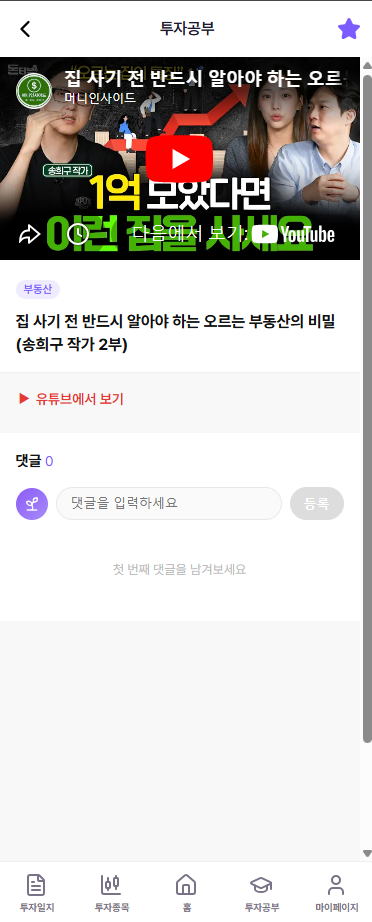 투자공부
집 사기 전 반드시 알아야 하는 오르
머니인사이드
송희구 작가
1억 모았다면
이런 집을 사세요
다음에서 보기: YouTube
부동산
집 사기 전 반드시 알아야 하는 오르는 부동산의 비밀
(송희구 작가 2부)
유튜브에서 보기
댓글 0
댓글을 입력하세요
등록
첫 번째 댓글을 남겨보세요
투자일지
투자종목
홈
투자공부
마이페이지